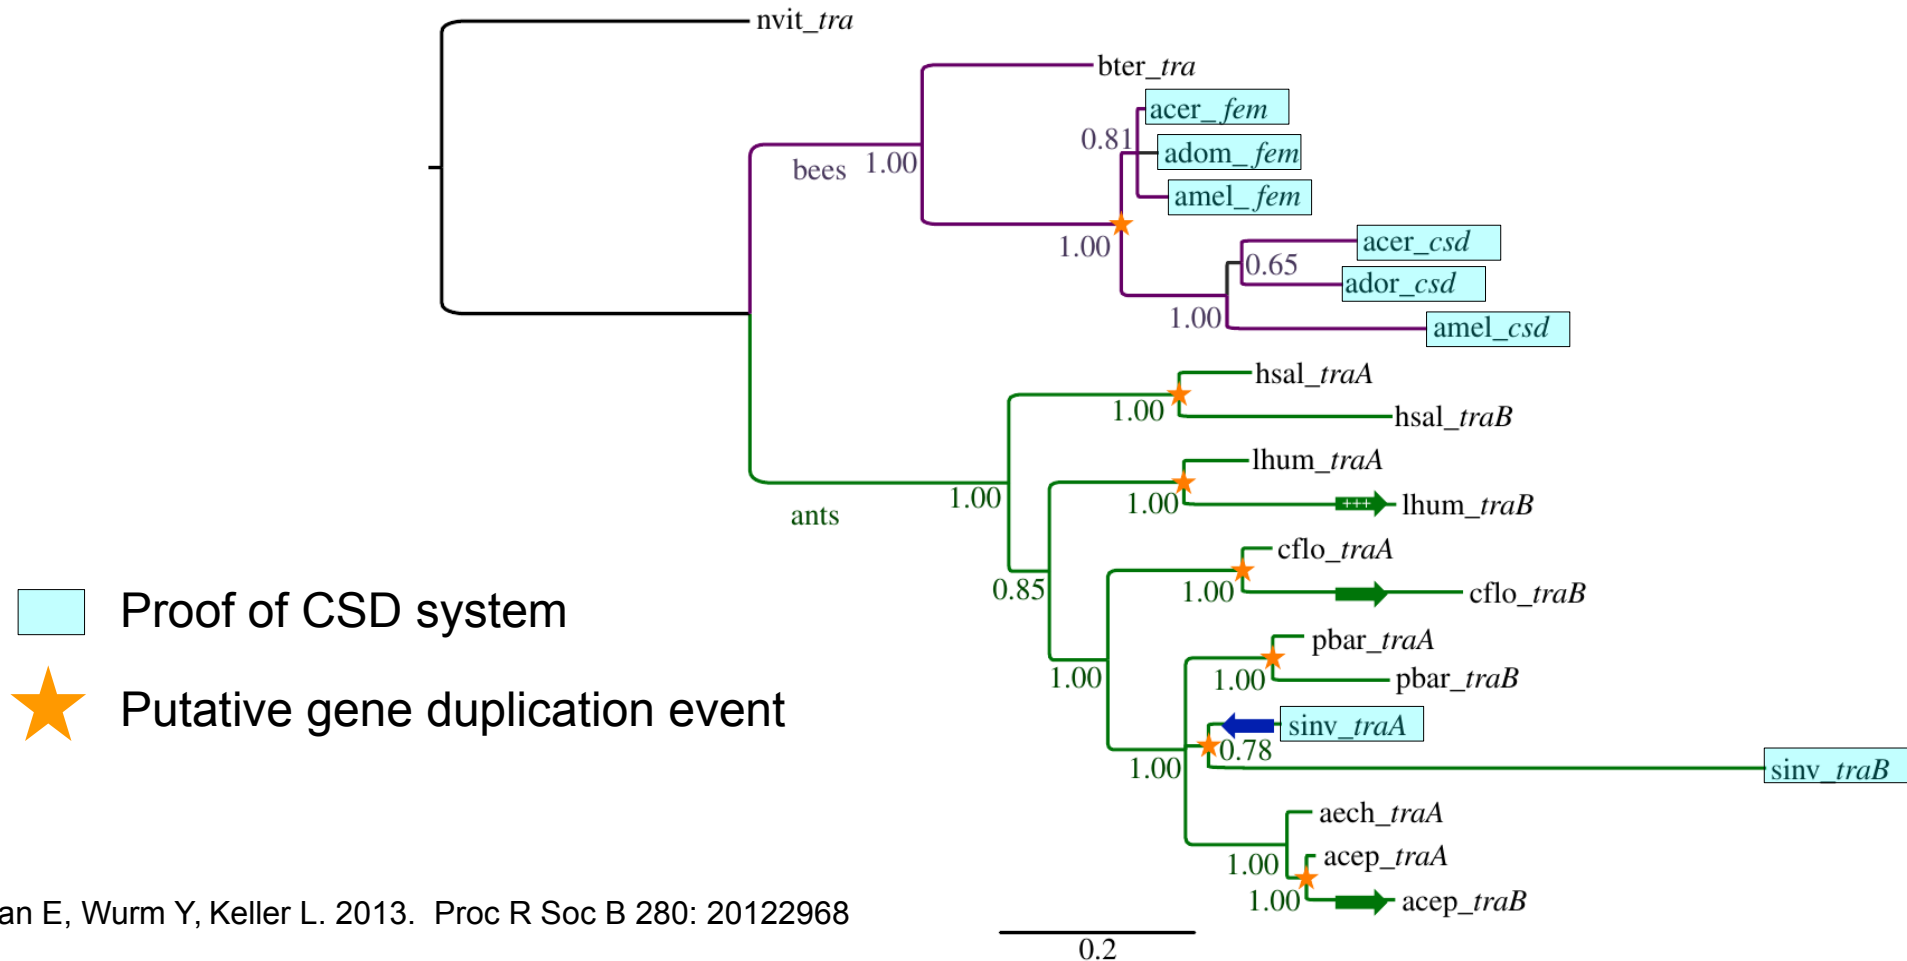 nvit_tra
bter_tra
acer_fem
0.81
adom_fem
bees 1.00
amel_fem
1.00
acer_csd
0.65
ador_csd
1.00
amel_csd
hsal_traA
1.00
hsal_traB
lhum_traA
1.00
ants
1.00
+++
lhum_traB
cflo_traA
0.85
1.00
cflo_traB
Proof of CSD system
pbar_traA
1.00
1.00
pbar_traB
Putative gene duplication event
sinv_traA
0.78
1.00
sinv_traB
aech_traA
acep_traA
1.00
1.00
acep_traB
an E, Wurm Y, Keller L. 2013. Proc R Soc B 280: 20122968
0.2